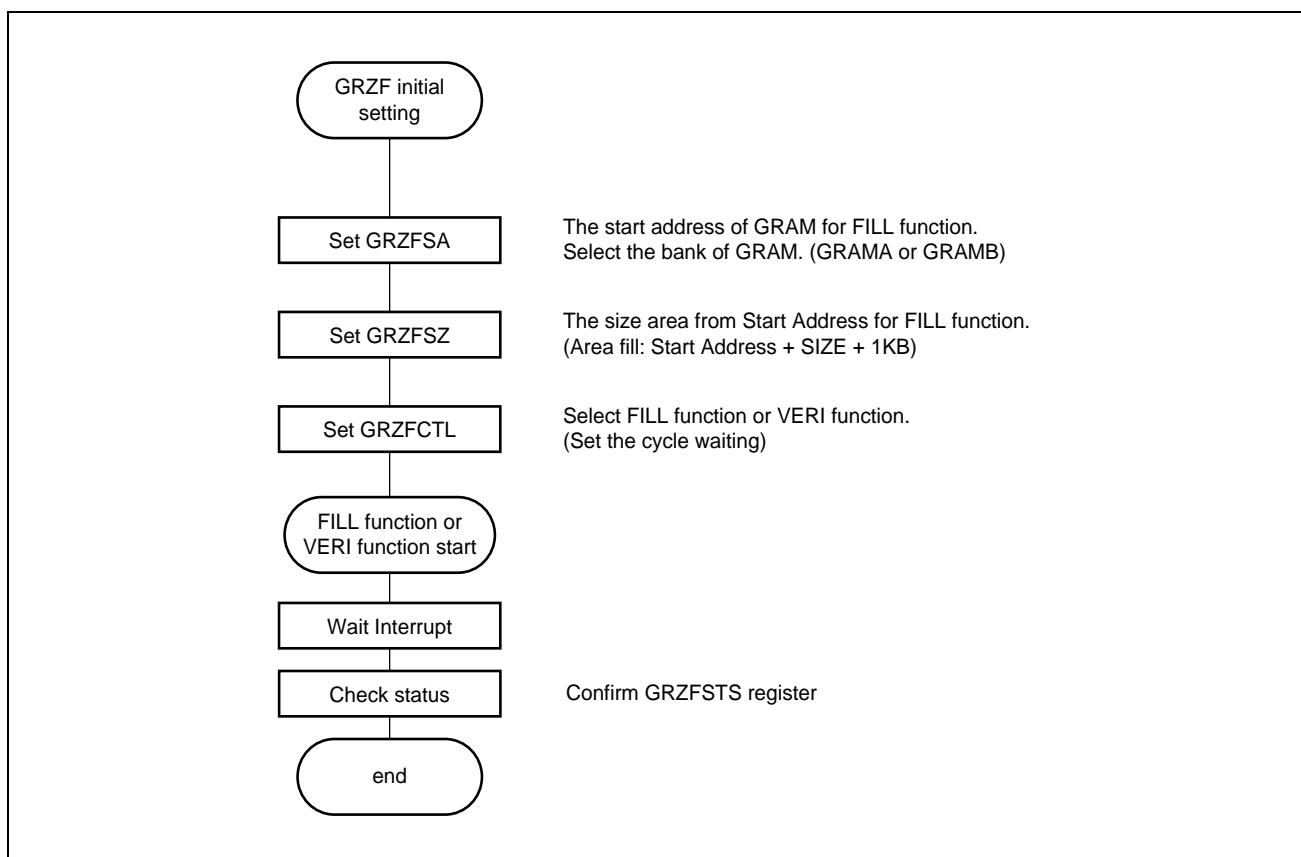 GRZF initial
setting
Set GRZFSA
The start address of GRAM for FILL function.
Select the bank of GRAM. (GRAMA or GRAMB)
Set GRZFSZ
The size area from Start Address for FILL function.
(Area fill: Start Address + SIZE + 1KB)
Set GRZFCTL
Select FILL function or VERI function.
(Set the cycle waiting)
FILL function or
VERI function start
Wait Interrupt
Check status
Confirm GRZFSTS register
end